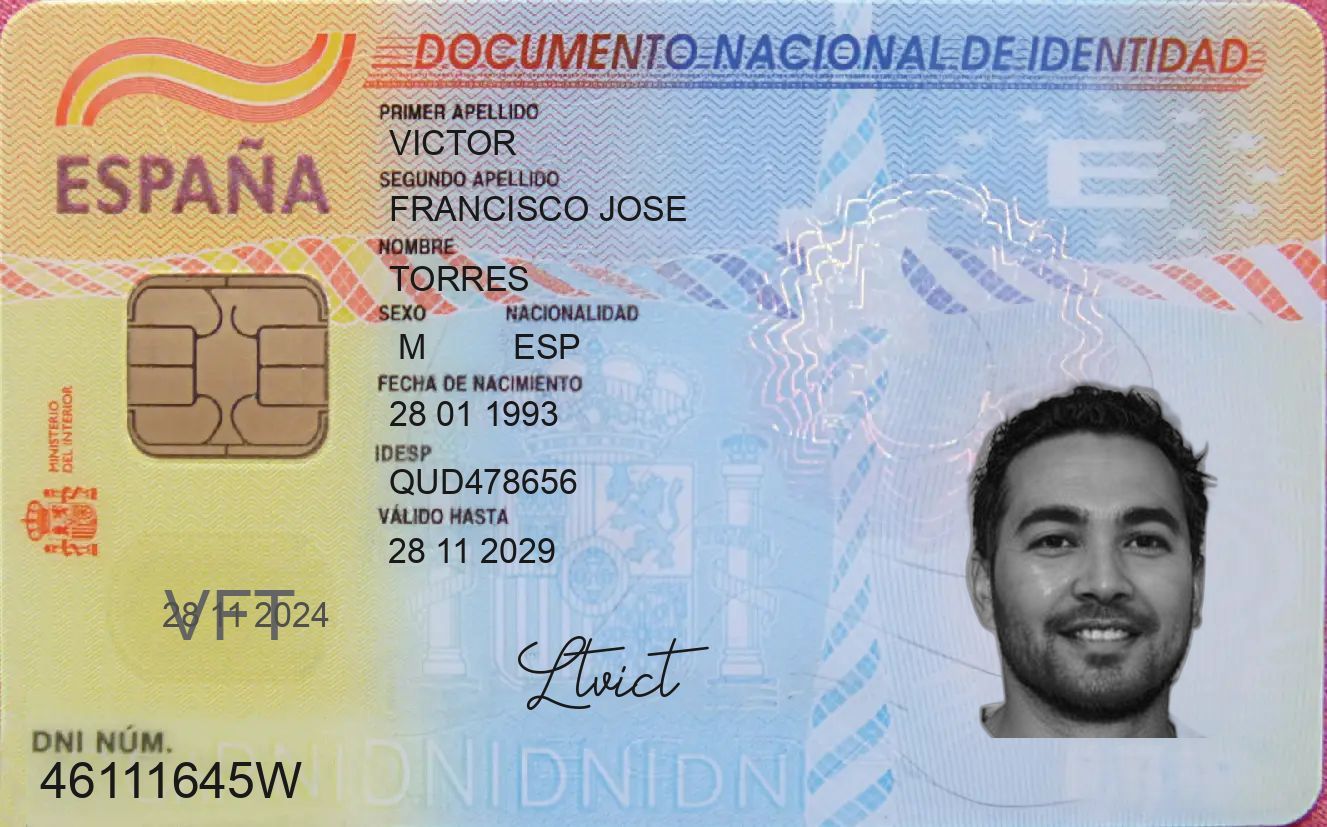 DOCUMENTO NACIONAL DE IDENTIDAD
ESPAÑA
PRIMER APELLIDO
VICTOR
SEGUNDO APELLIDO
FRANCISCO JOSE
NOMBRE
TORRES
SEXO NACIONALIDAD
M ESP
FECHA DE NACIMIENTO
28 01 1993
IDESP
QUD478656
VÁLIDO HASTA
28 11 2029
MINISTERIO
DEL INTERIOR
E
VFT
28 11 2024
Ltvict
DNI NÚM.
46111645W
DNIDNIDNIDNI